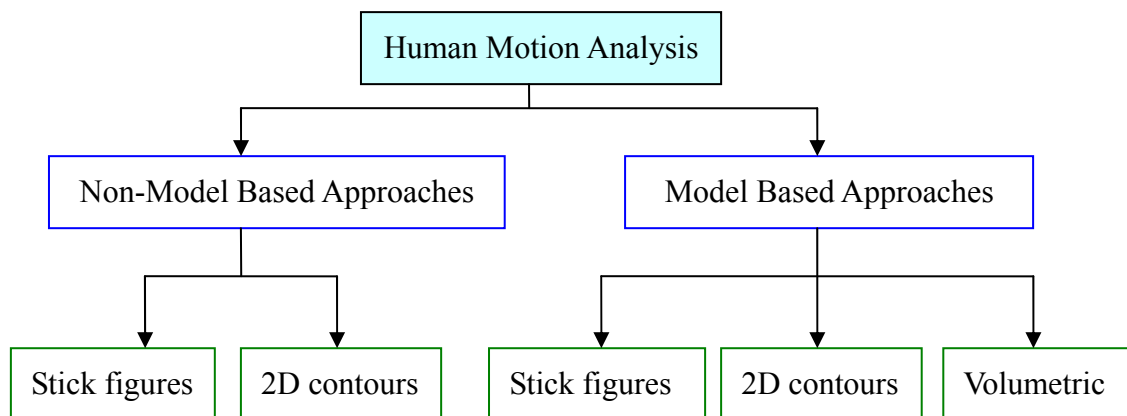 Human Motion Analysis
Non-Model Based Approaches
Model Based Approaches
Stick figures
2D contours
Stick figures
2D contours
Volumetric